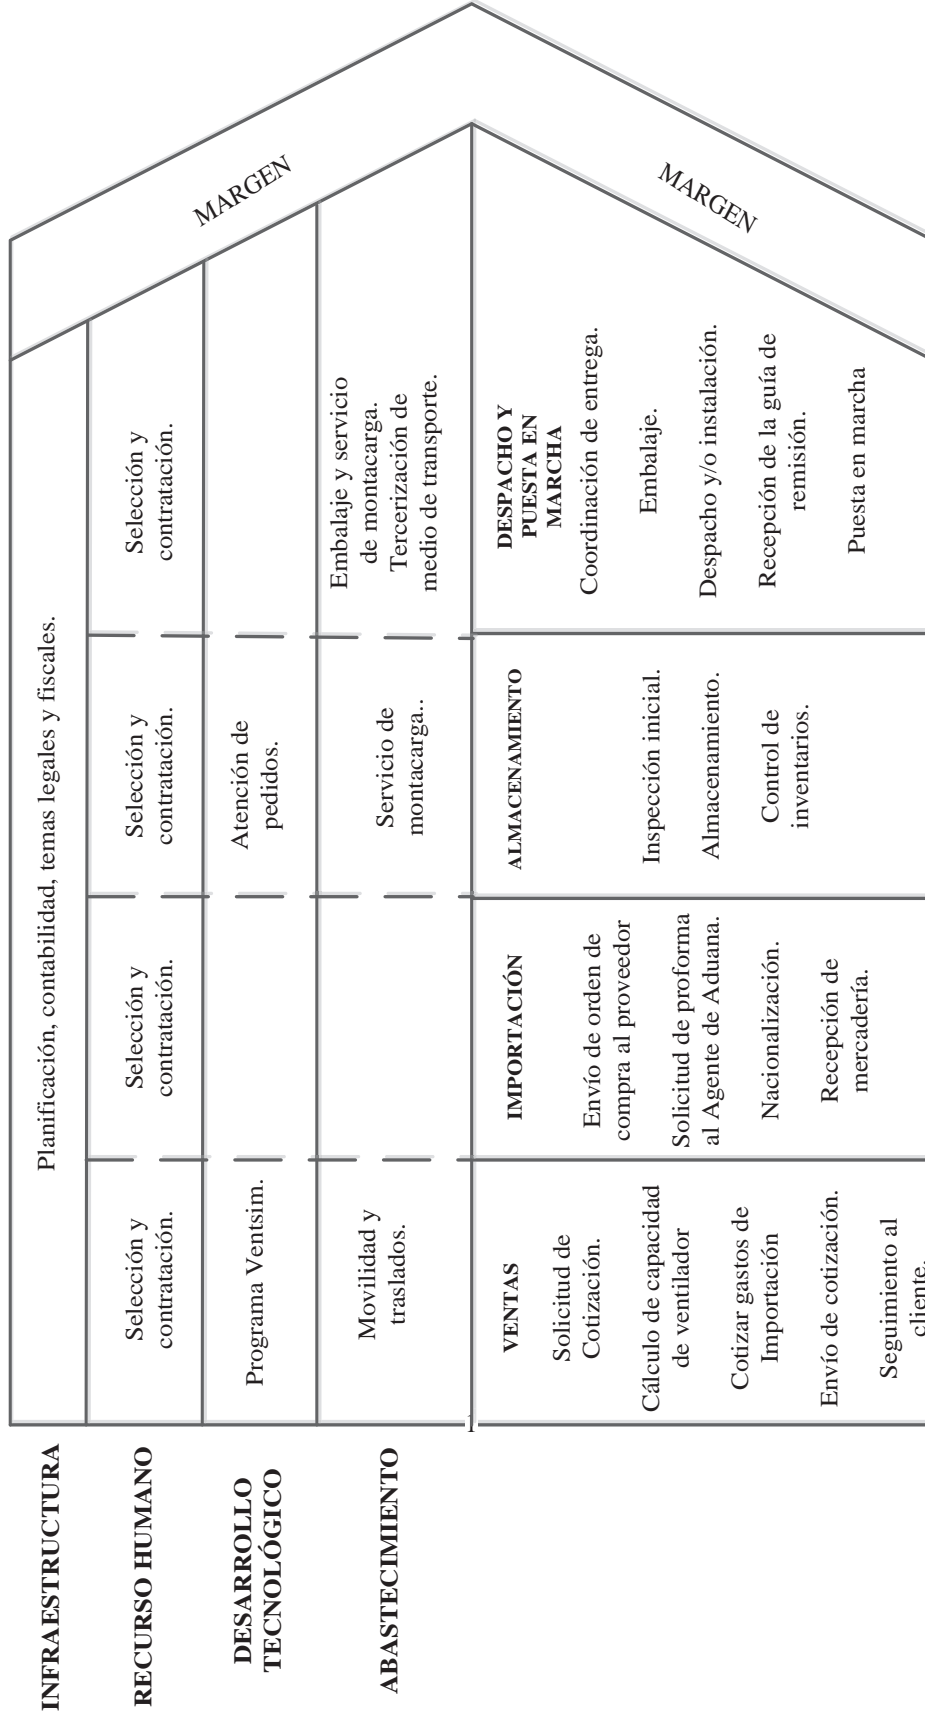 INFRAESTRUCTURA
Planificación, contabilidad, temas legales y fiscales.
RECURSO HUMANO
Selección y
contratación.
Selección y
contratación.
Selección y
contratación.
Selección y
contratación.
DESARROLLO
TECNOLÓGICO
Programa Ventsim.
Atención de
pedidos.
ABASTECIMIENTO
Movilidad y
traslados.
Servicio de
montacarga..
Embalaje y servicio
de montacarga.
Tercerización de
medio de transporte.
MARGEN
VENTAS
Solicitud de
Cotización.
Cálculo de capacidad
de ventilador
Cotizar gastos de
Importación
Envío de cotización.
Seguimiento al
cliente.
IMPORTACIÓN
Envío de orden de
compra al proveedor
Solicitud de proforma
al Agente de Aduana.
Nacionalización.
Recepción de
mercadería.
ALMACENAMIENTO
Inspección inicial.
Almacenamiento.
Control de
inventarios.
DESPACHO Y
PUESTA EN
MARCHA
Coordinación de entrega.
Embalaje.
Despacho y/o instalación.
Recepción de la guía de
remisión.
Puesta en marcha
MARGEN